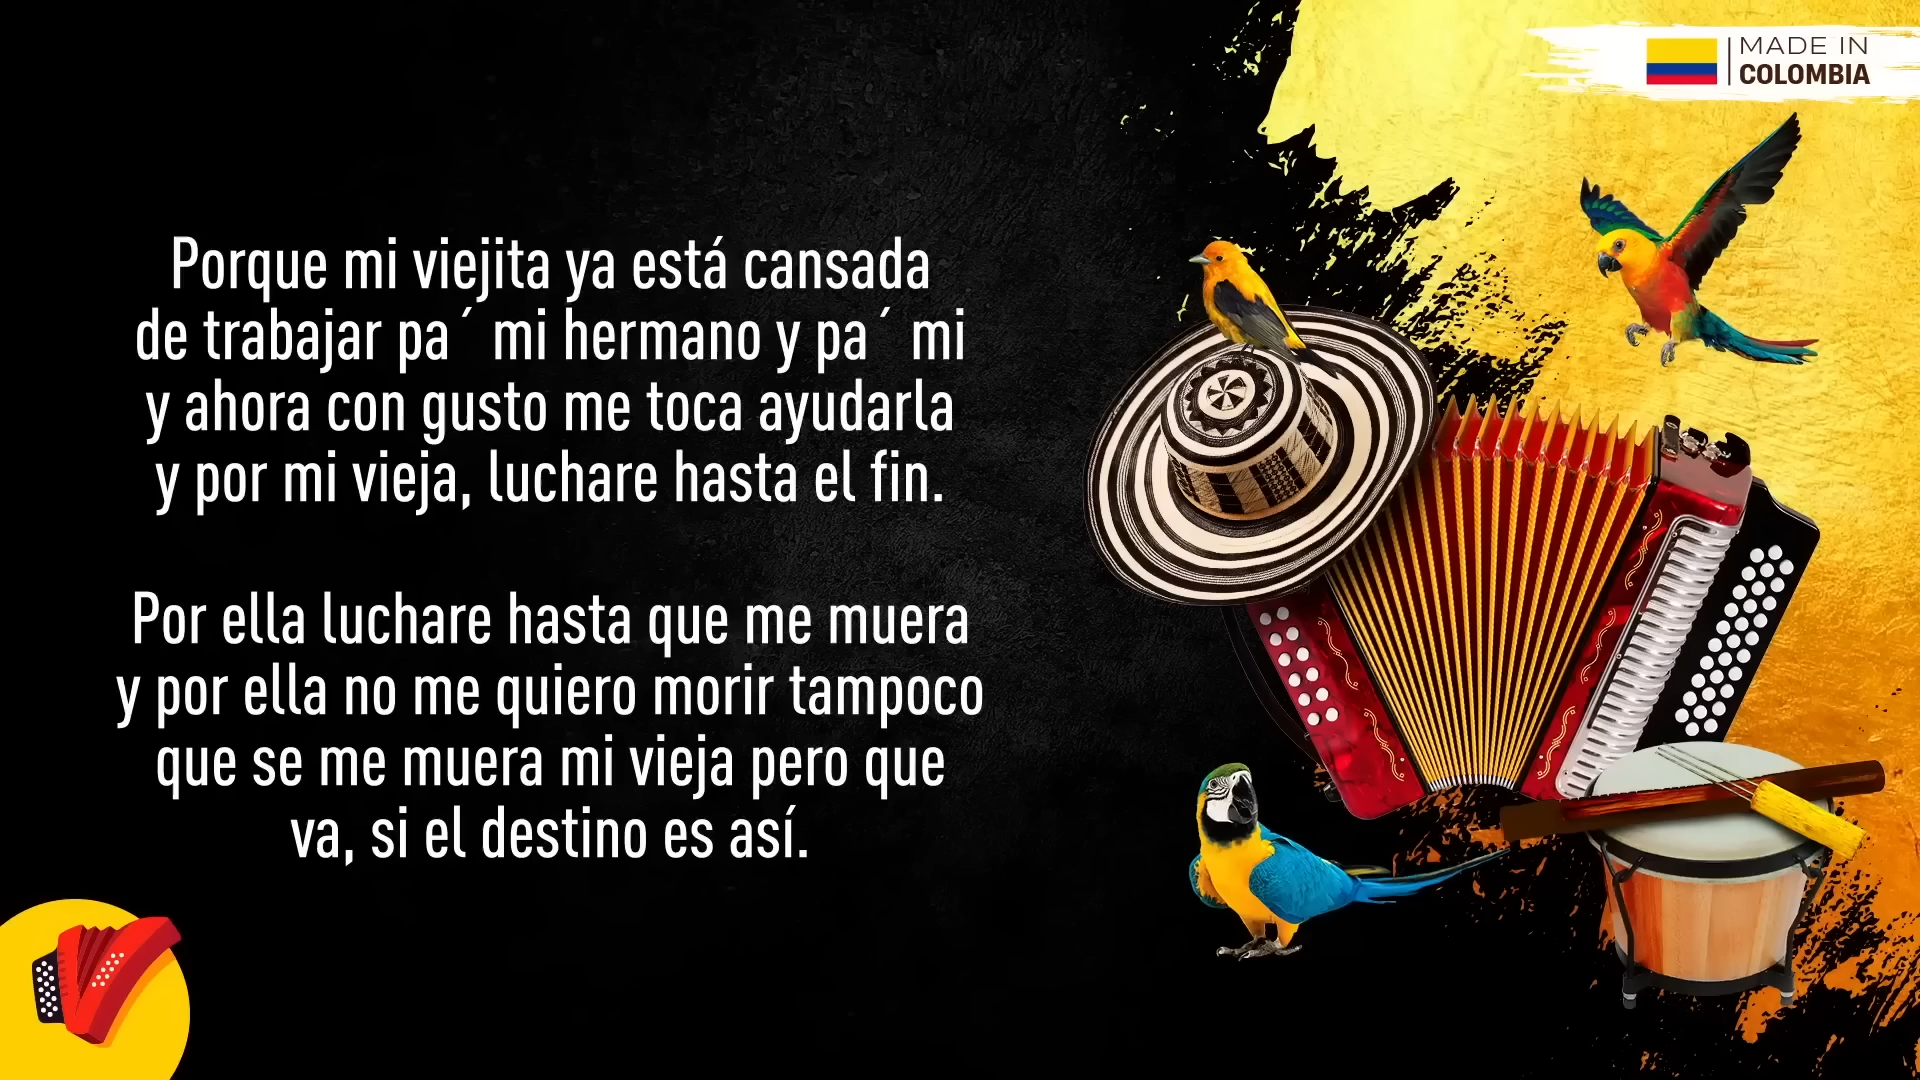 MADE IN
COLOMBIA
Porque mi viejita ya está cansada
de trabajar pa´ mi hermano y pa´ mi
y ahora con gusto me toca ayudarla
y por mi vieja, luchare hasta el fin.
Por ella luchare hasta que me muera
y por ella no me quiero morir tampoco
que se me muera mi vieja pero que
va, si el destino es así.